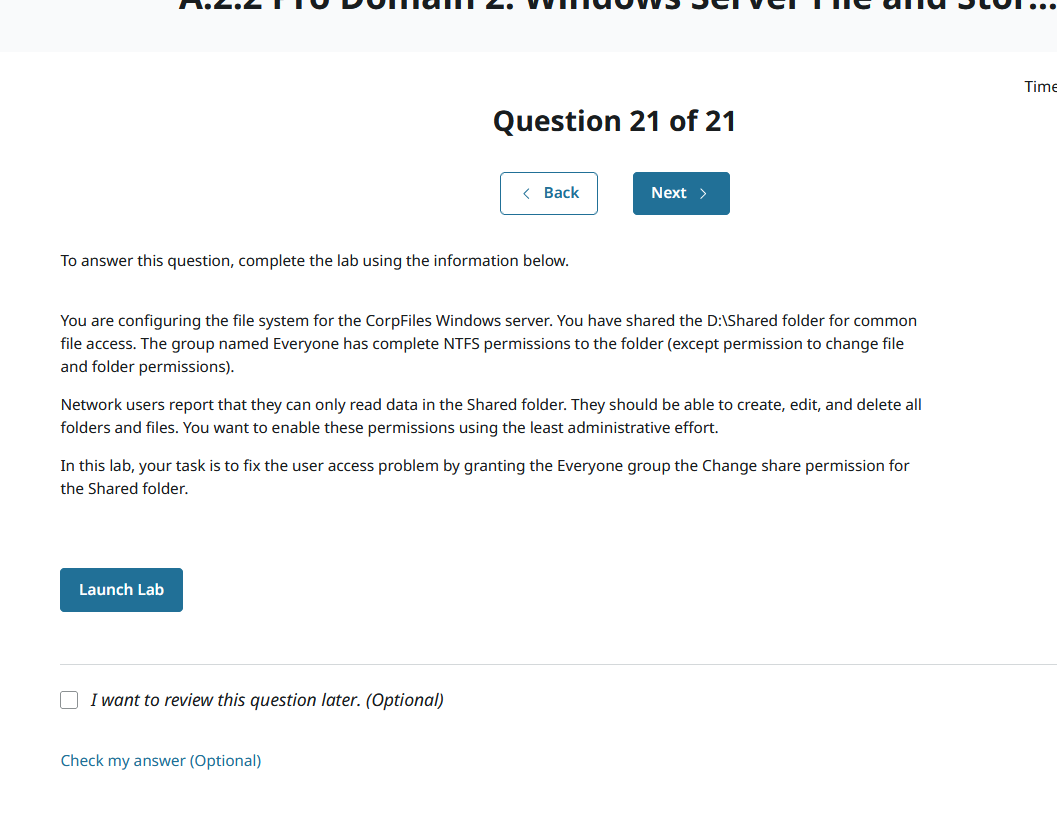 A.2.2 Pro Domain 2: Windows Server File and Stor...
Time
Question 21 of 21
Back
Next
To answer this question, complete the lab using the information below.
You are configuring the file system for the CorpFiles Windows server. You have shared the D:\Shared folder for common
file access. The group named Everyone has complete NTFS permissions to the folder (except permission to change file
and folder permissions).
Network users report that they can only read data in the Shared folder. They should be able to create, edit, and delete all
folders and files. You want to enable these permissions using the least administrative effort.
In this lab, your task is to fix the user access problem by granting the Everyone group the Change share permission for
the Shared folder.
Launch Lab
I want to review this question later. (Optional)
Check my answer (Optional)